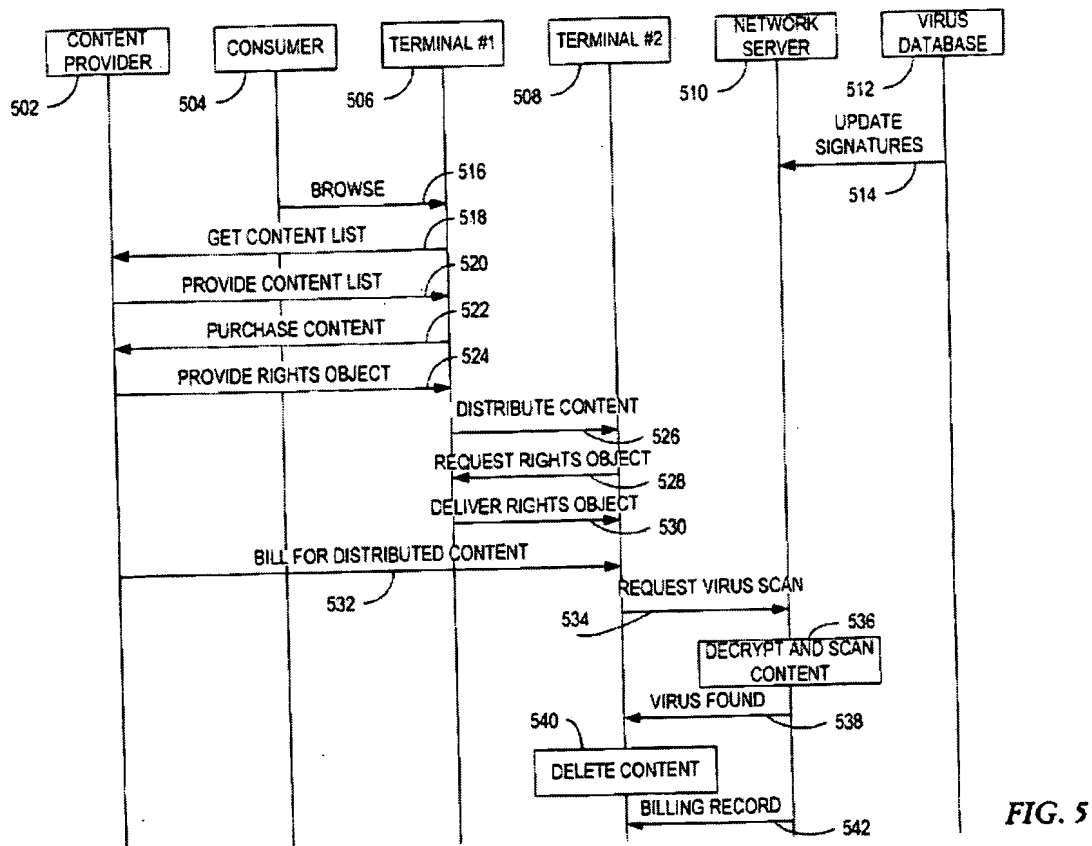 CONTENT
PROVIDER
CONSUMER
TERMINAL #1
TERMINAL #2
NETWORK
SERVER
VIRUS
DATABASE
502
504
506
508
510
512
UPDATE
SIGNATURES
514
BROWSE
516
GET CONTENT LIST
518
PROVIDE CONTENT LIST
520
PURCHASE CONTENT
522
PROVIDE RIGHTS OBJECT
524
DISTRIBUTE CONTENT
526
REQUEST RIGHTS OBJECT
528
DELIVER RIGHTS OBJECT
530
BILL FOR DISTRIBUTED CONTENT
532
REQUEST VIRUS SCAN
534
536
DECRYPT AND SCAN
CONTENT
VIRUS FOUND
538
540
DELETE CONTENT
BILLING RECORD
542
FIG. 5